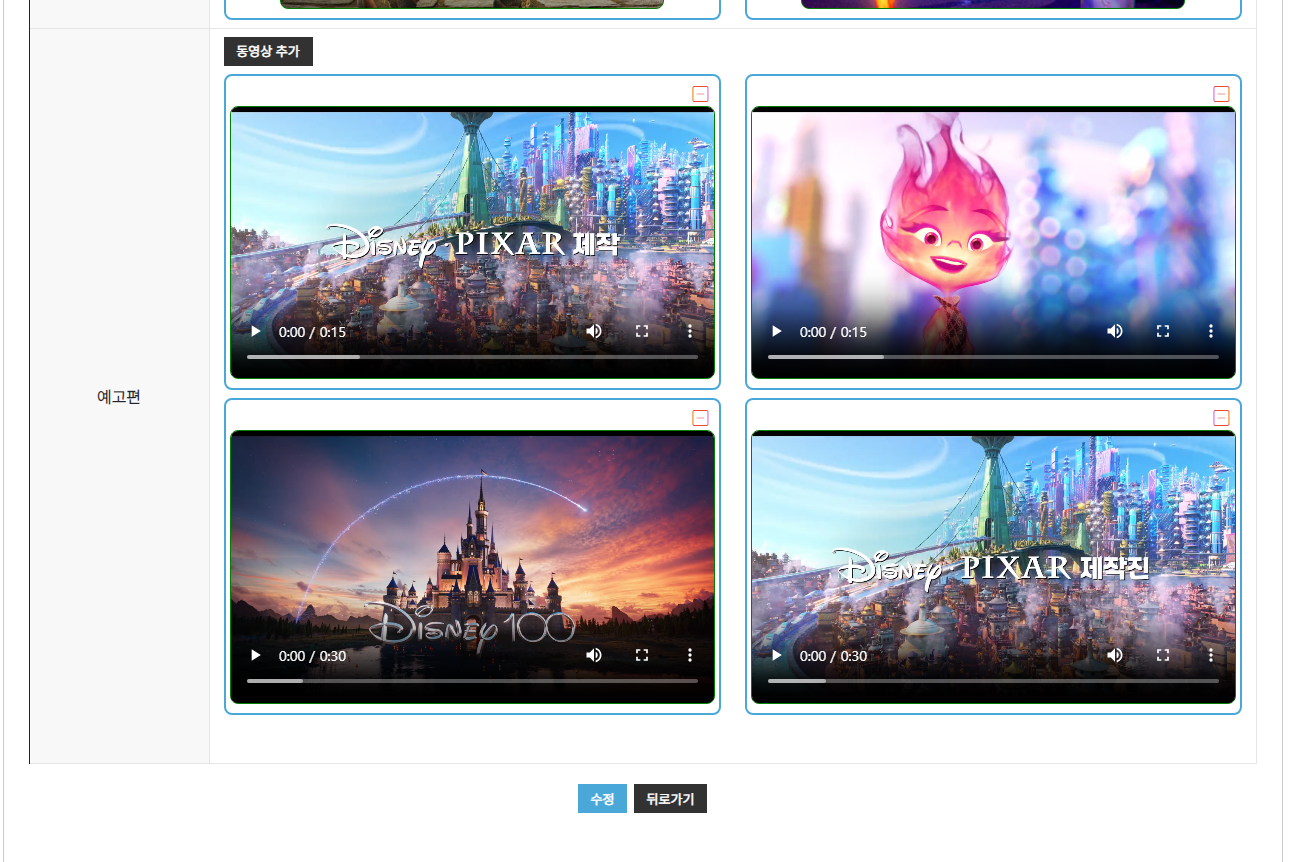 동영상 추가
Disney · PIXAR 제작
0:00 / 0:15
0:00 / 0:15
예고편
Disney 100
0:00 / 0:30
Disney · PIXAR 제작진
0:00 / 0:30
수정
뒤로가기